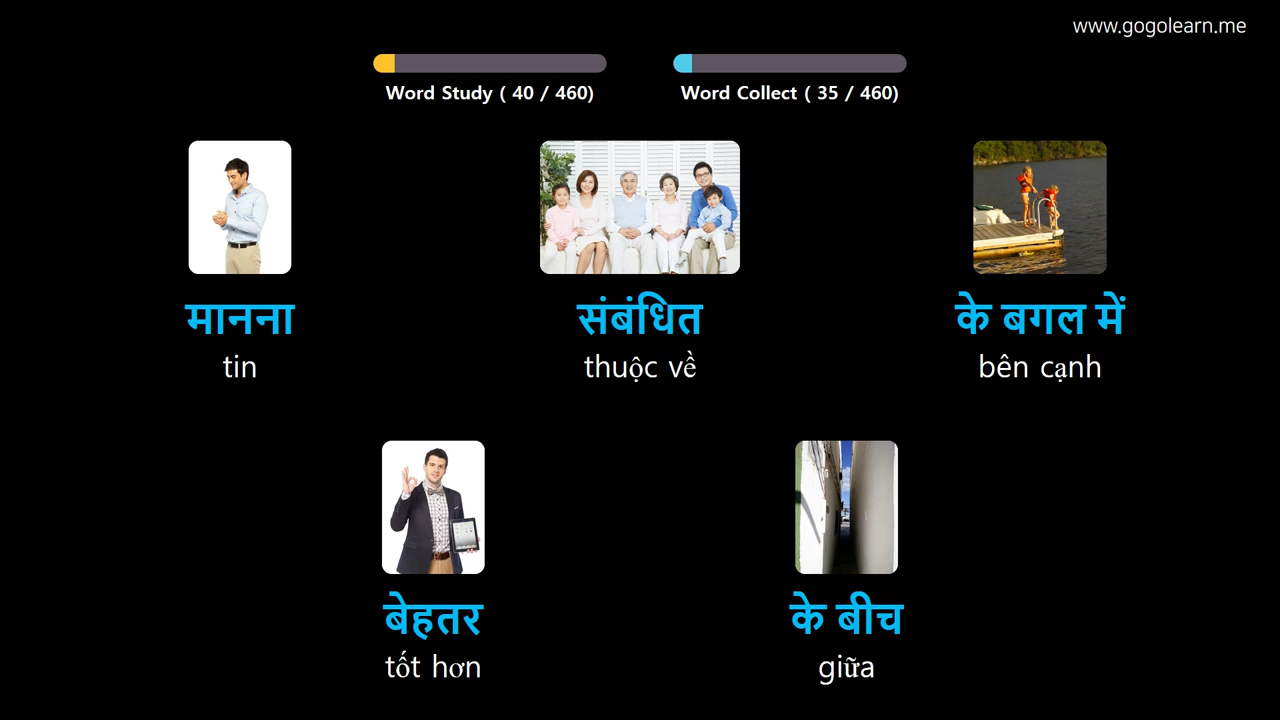 www.gogolearn.me
Word Study ( 40 / 460)
Word Collect ( 35 / 460)
मानना
tin
संबंधित
thuộc về
के बगल में
bên cạnh
बेहतर
tốt hơn
के बीच
giữa